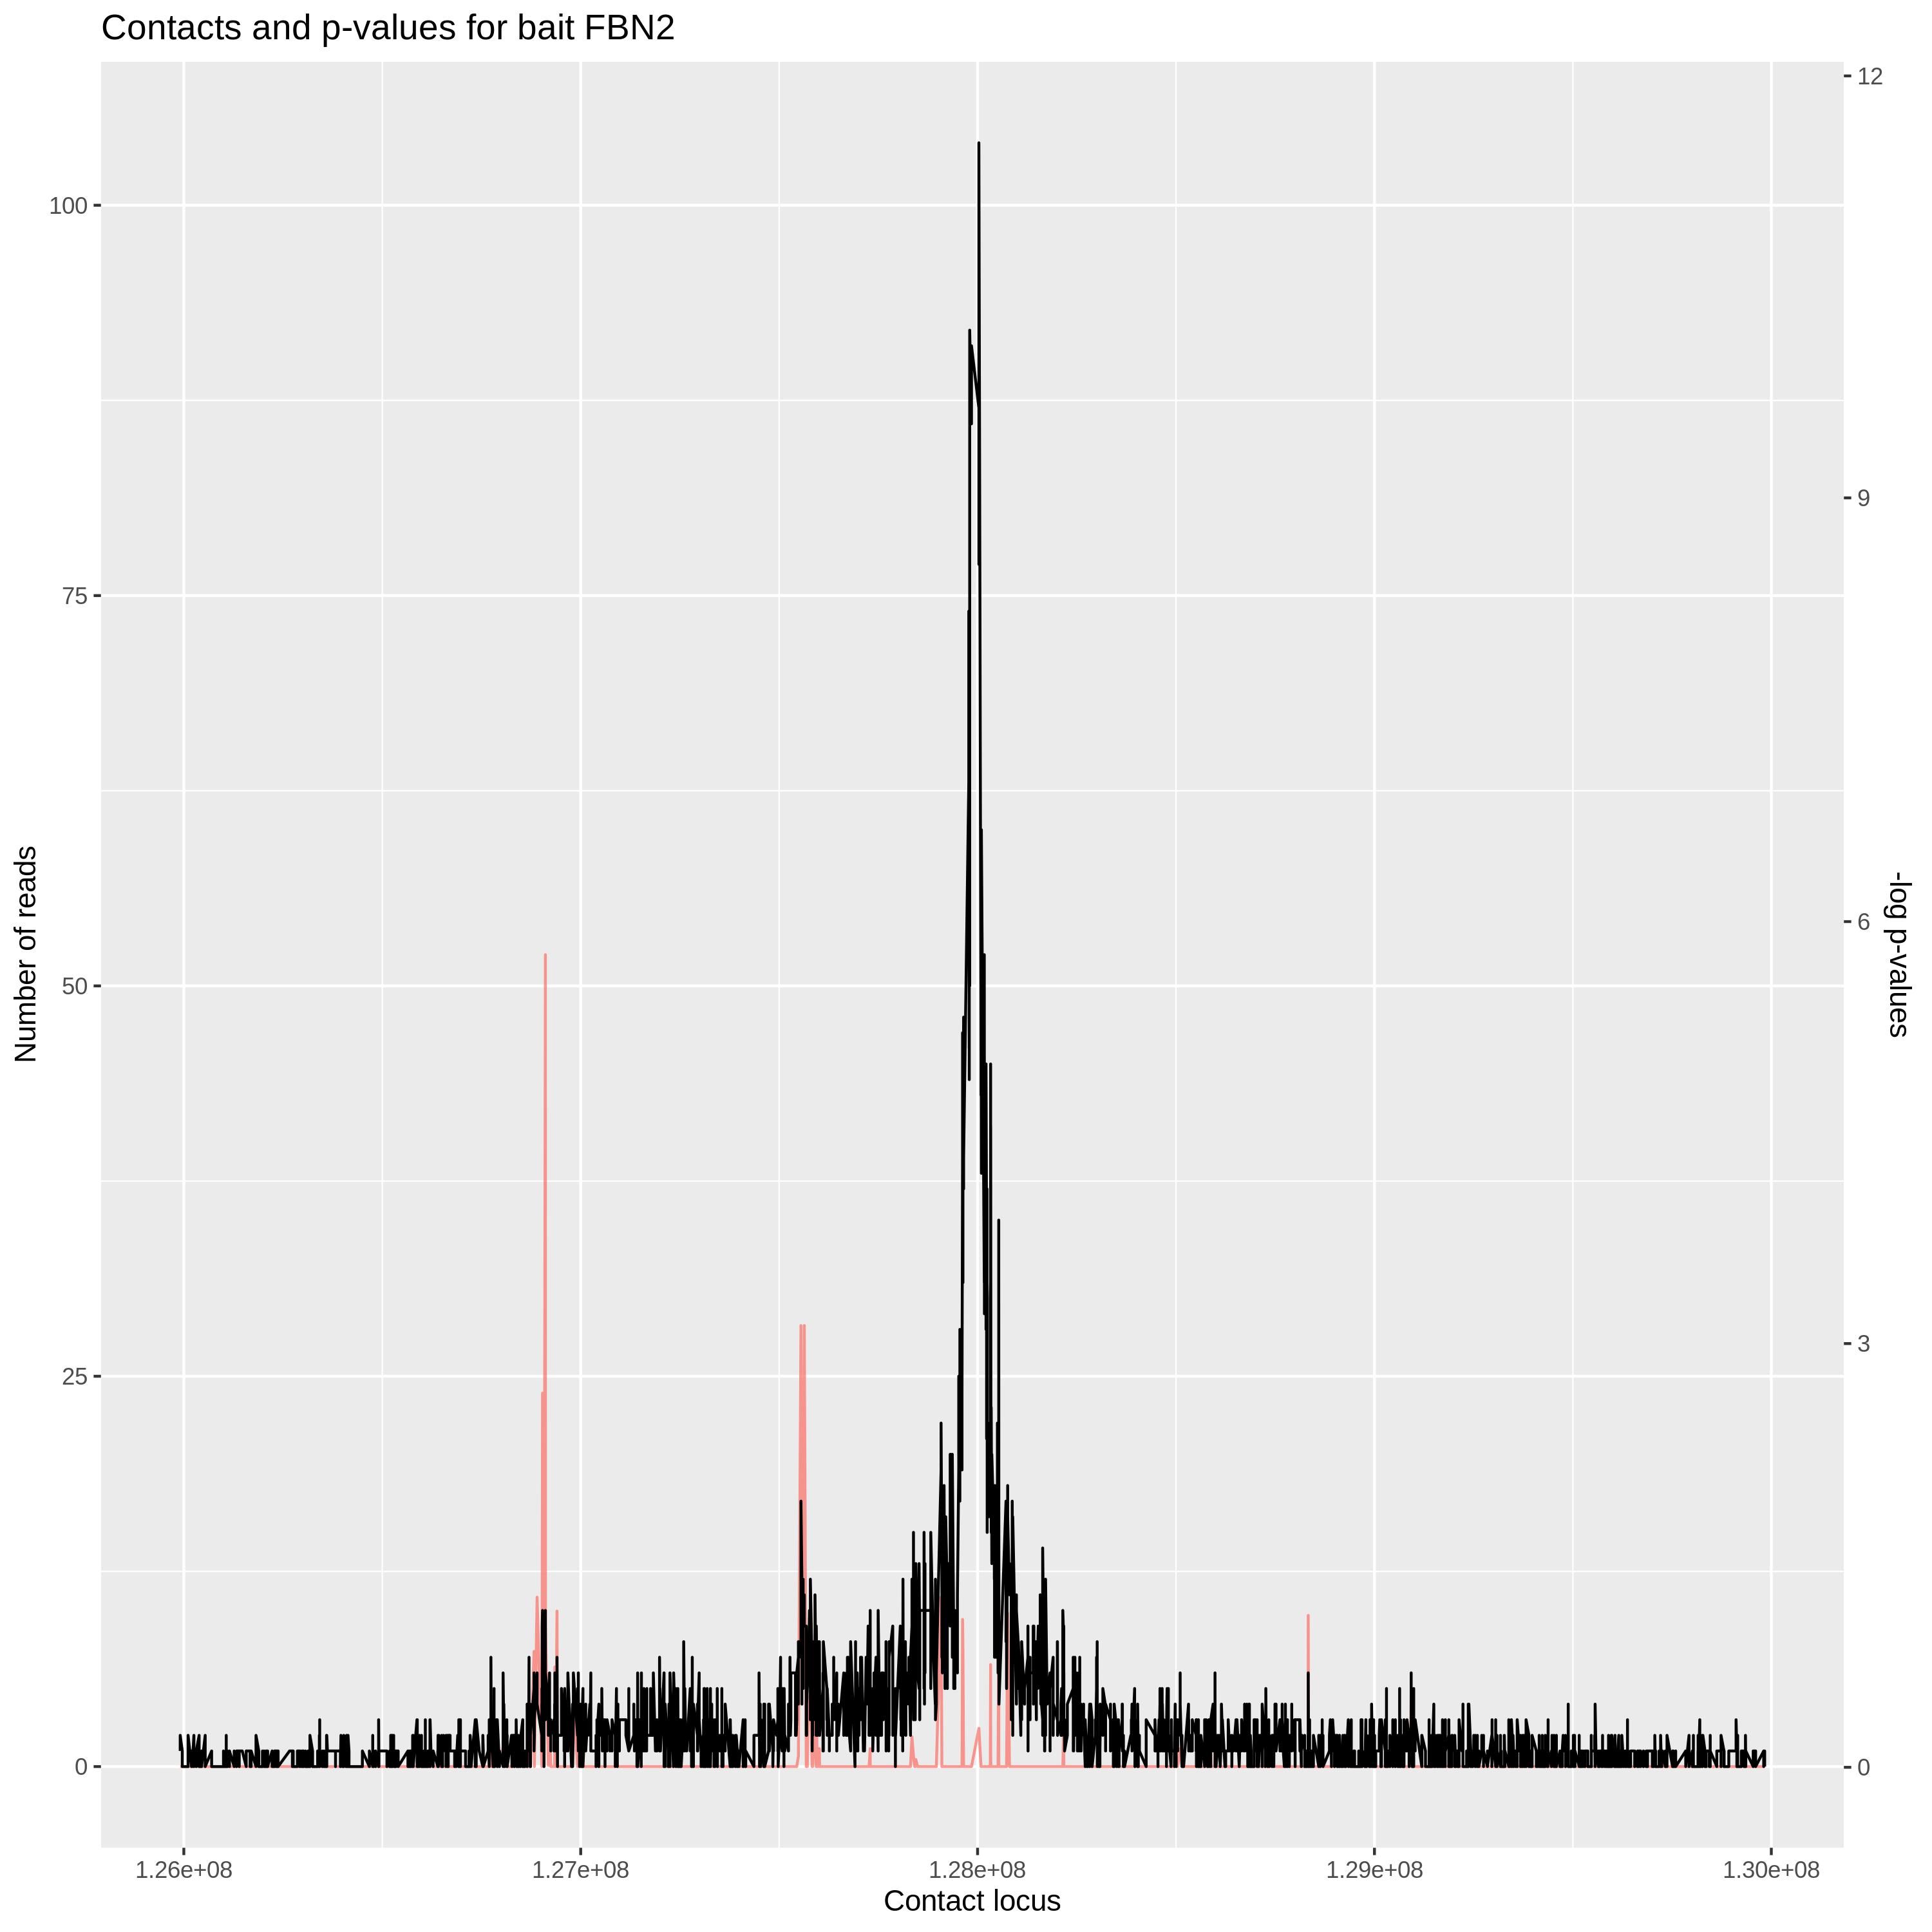 Contacts and p-values for bait FBN2
12
100
9
75
Number of reads
-log p-values
6
50
3
25
0
0
1.26e+08
1.27e+08
1.28e+08
1.29e+08
1.30e+08
Contact locus